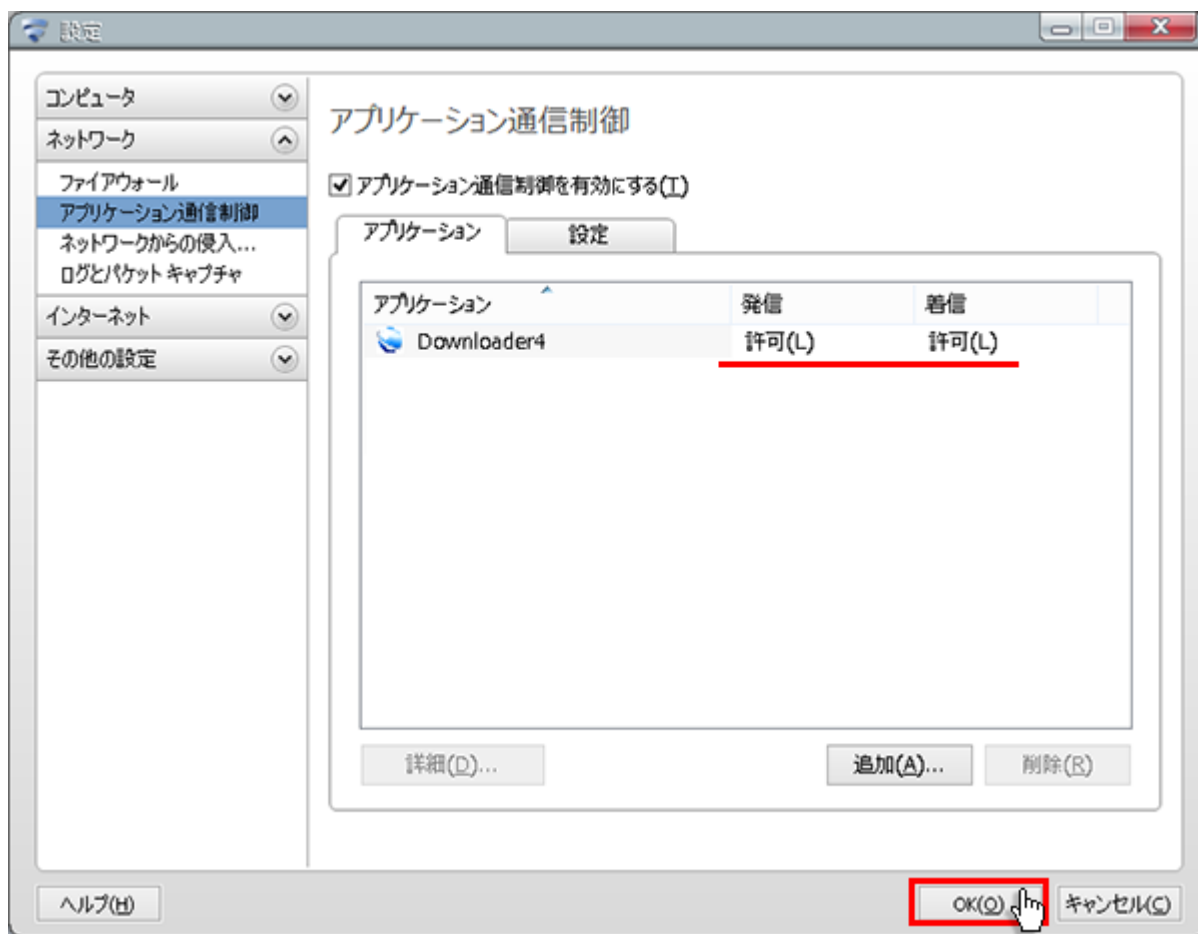 設定
コンピュータ
ネットワーク
ファイアウォール
アプリケーション通信制御
ネットワークからの侵入...
ログとパケット キャプチャ
インターネット
その他の設定
アプリケーション通信制御
アプリケーション通信制御を有効にする(T)
アプリケーション 設定
アプリケーション 発信 着信
Downloader4 許可(L) 許可(L)
詳細(D)... 追加(A)... 削除(R)
ヘルプ(H) OK(O) キャンセル(C)